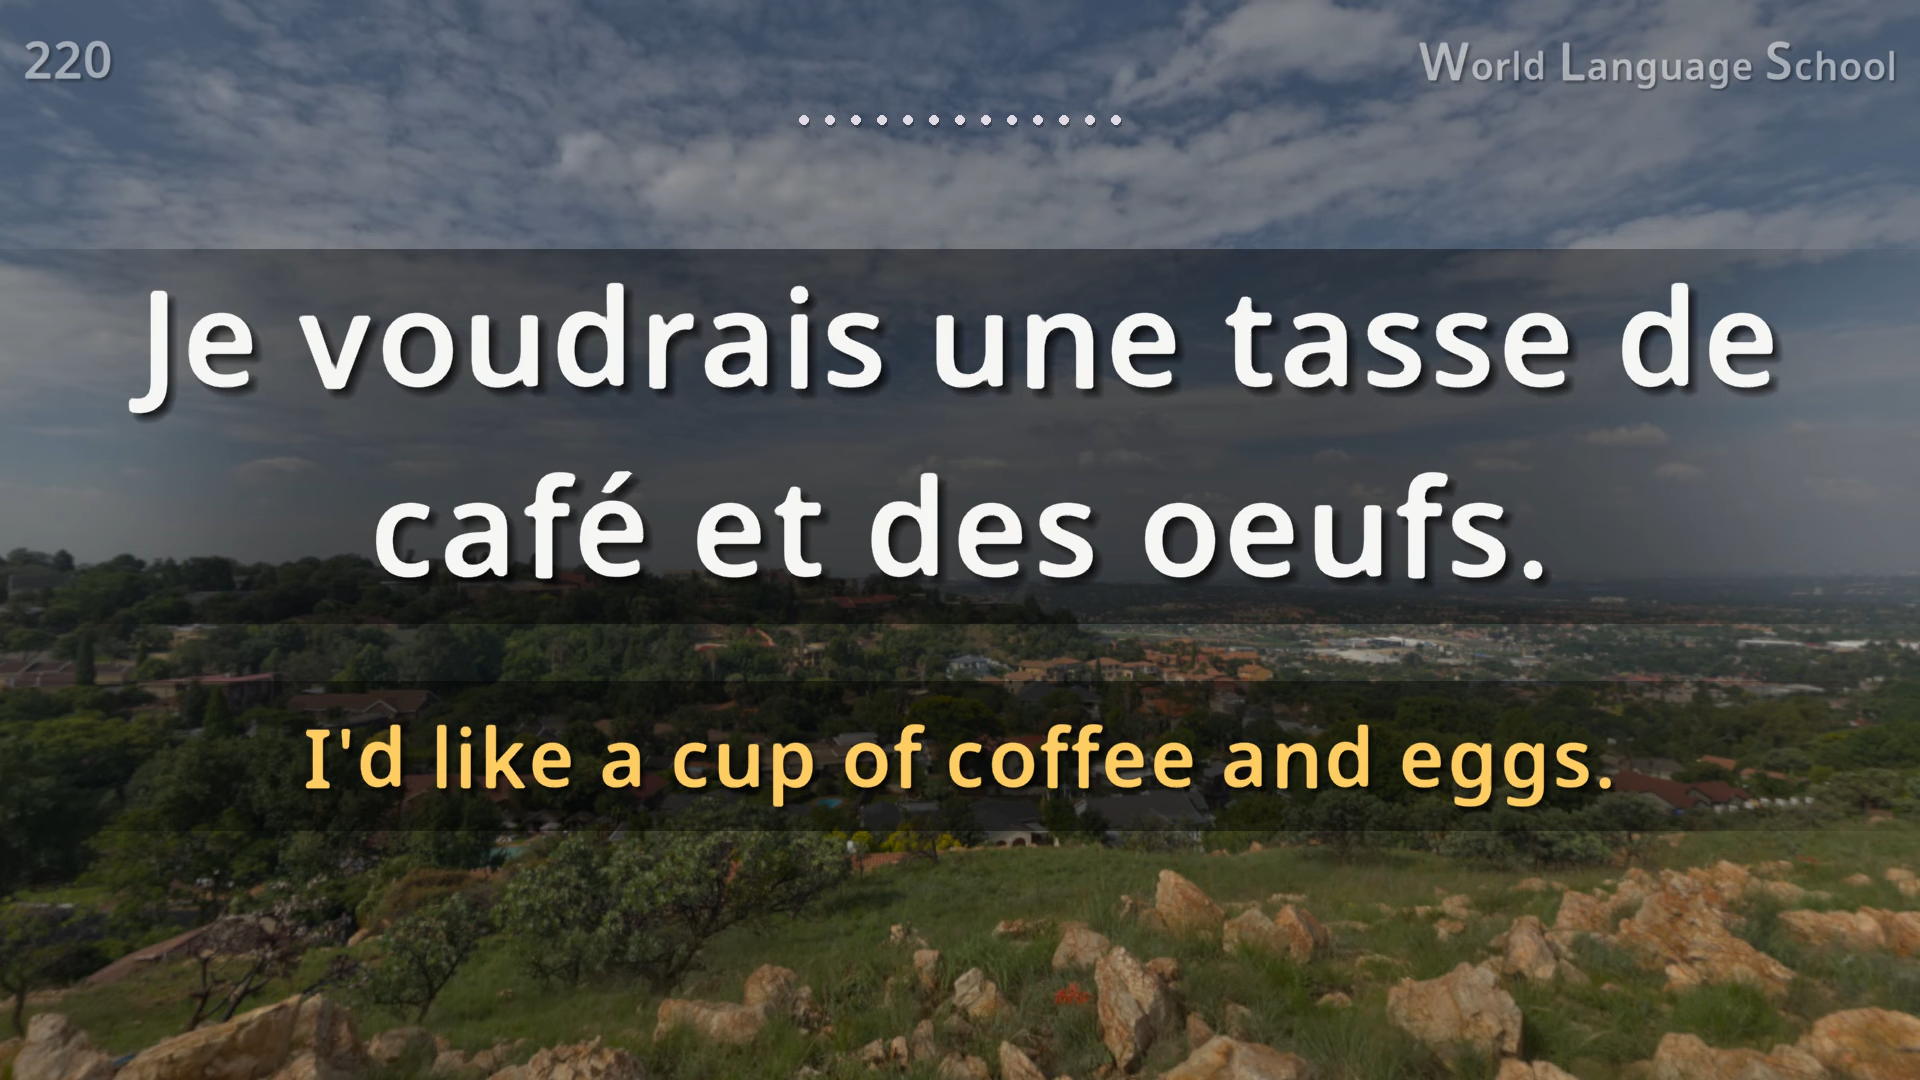 220
World Language School
Je voudrais une tasse de
café et des oeufs.
I'd like a cup of coffee and eggs.